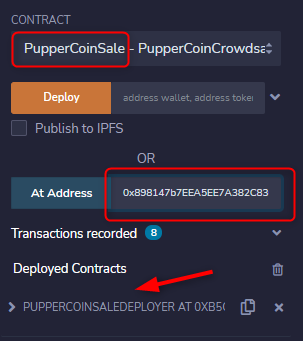 CONTRACT
PupperCoinSale - PupperCoinCrowdsa
Deploy address wallet, address token
Publish to IPFS
OR
At Address 0x898147b7EEA5EE7A382C83
Transactions recorded 8
Deployed Contracts
PUPPERCOINSALEDEPLOYER AT 0XB5